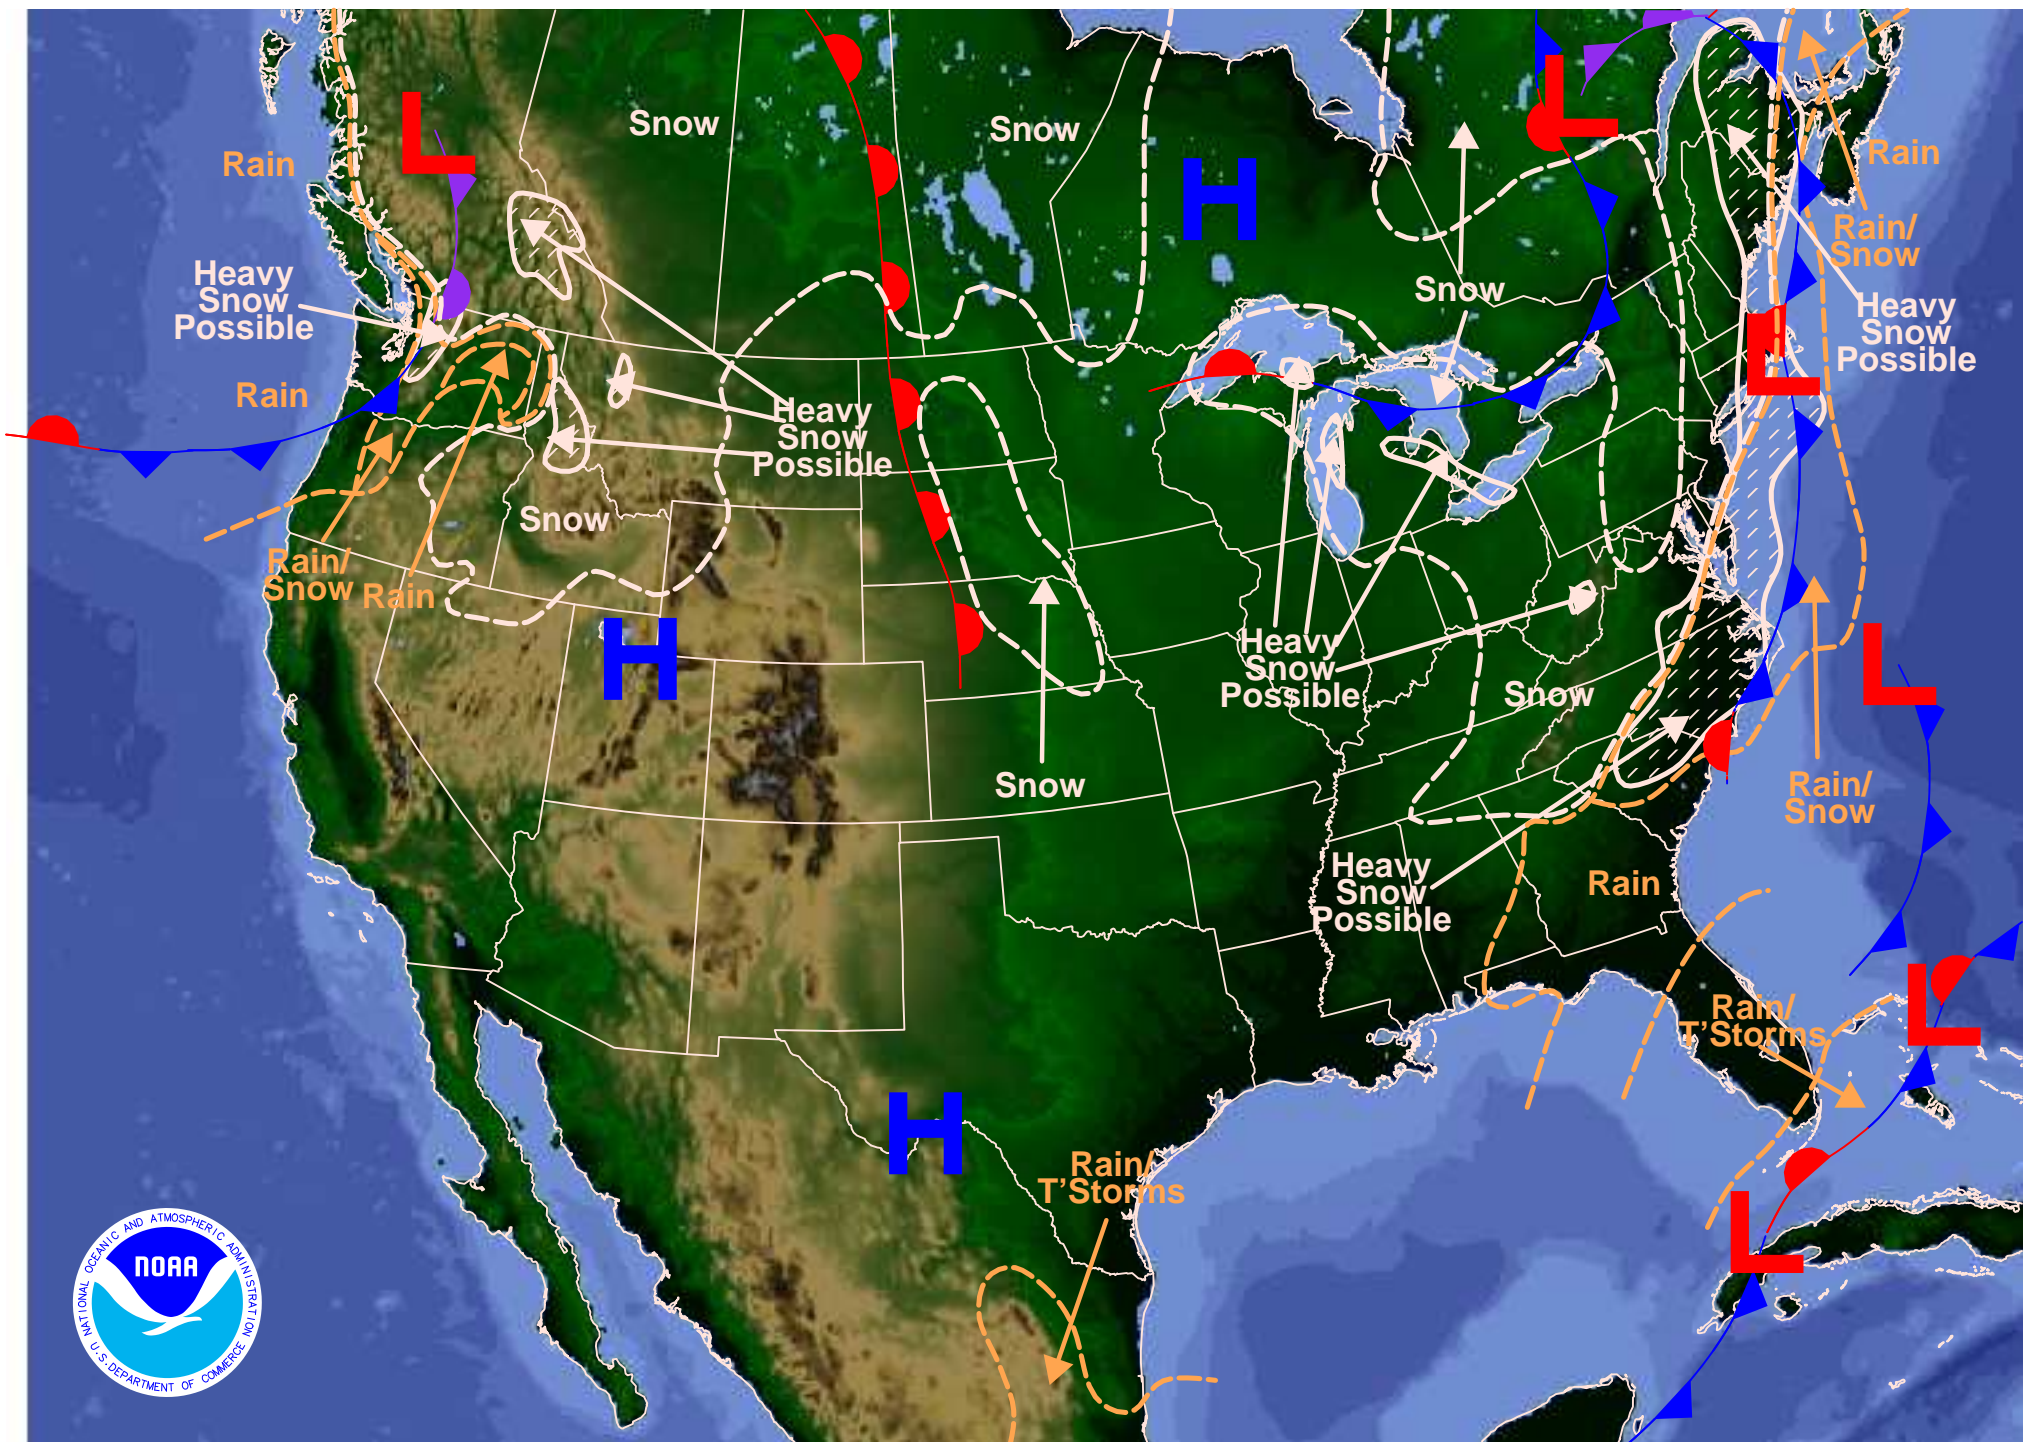 Snow
Snow
Rain
Rain
H
L
L
Rain/
Snow
Heavy
Snow
Possible
Snow
Heavy
Snow
Possible
L
Rain
Heavy
Snow
Possible
Snow
Rain/
Snow
Rain
H
Heavy
Snow
Possible
Snow
L
Snow
Rain/
Snow
Heavy
Snow
Possible
Rain
Rain/
T'Storms
L
H
Rain/
T'Storms
L
NATIONAL OCEANIC AND ATMOSPHERIC ADMINISTRATION
NOAA
U.S. DEPARTMENT OF COMMERCE